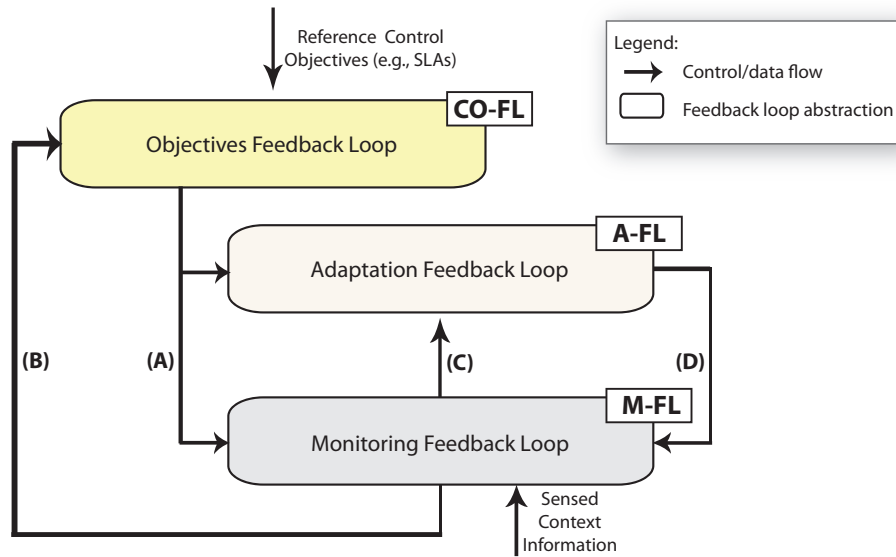 Reference Control
Objectives (e.g., SLAs)
Legend:
Control/data flow
Feedback loop abstraction
CO-FL
Objectives Feedback Loop
A-FL
Adaptation Feedback Loop
(B)
(A)
(C)
(D)
M-FL
Monitoring Feedback Loop
Sensed
Context
Information